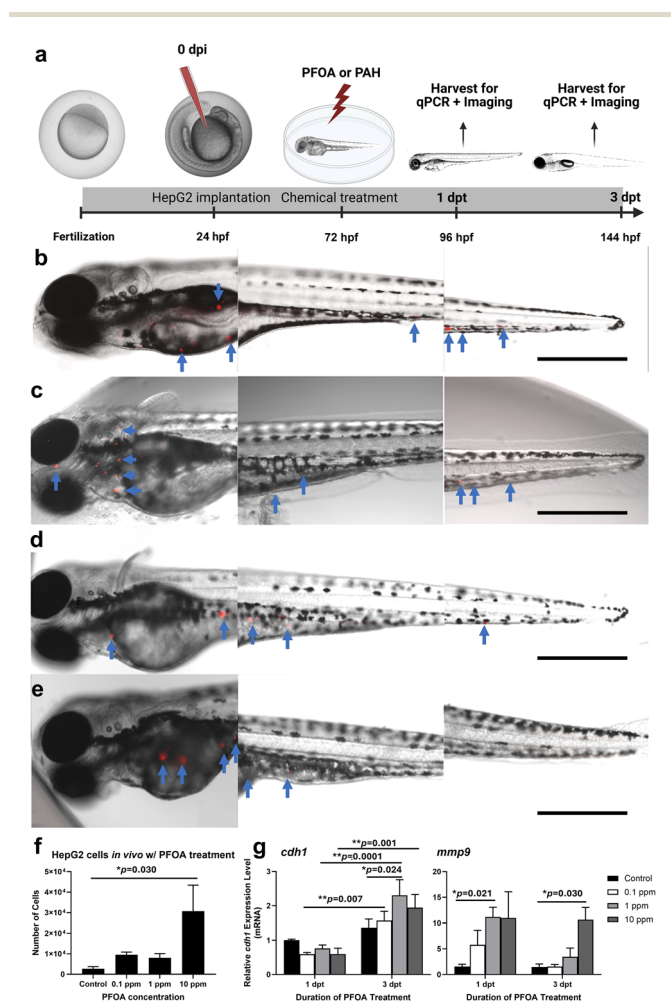 a
0 dpi
PFOA or PAH
Harvest for
qPCR + Imaging
Harvest for
qPCR + Imaging
HepG2 implantation
Chemical treatment
1 dpt
3 dpt
Fertilization
24 hpf
72 hpf
96 hpf
144 hpf
b
c
d
e
f
HepG2 cells in vivo w/ PFOA treatment
*p=0.030
5×10⁴
4×10⁴
3×10⁴
2×10⁴
1×10⁴
0
Number of Cells
Control
0.1 ppm
1 ppm
10 ppm
PFOA concentration
g
cdh1
**p=0.001
**p=0.0001
*p=0.024
**p=0.007
3
2
1
0
Relative cdh1 Expression Level
(mRNA)
1 dpt
3 dpt
Duration of PFOA Treatment
mmp9
*p=0.021
*p=0.030
20
15
10
5
0
1 dpt
3 dpt
Duration of PFOA Treatment
Control
0.1 ppm
1 ppm
10 ppm